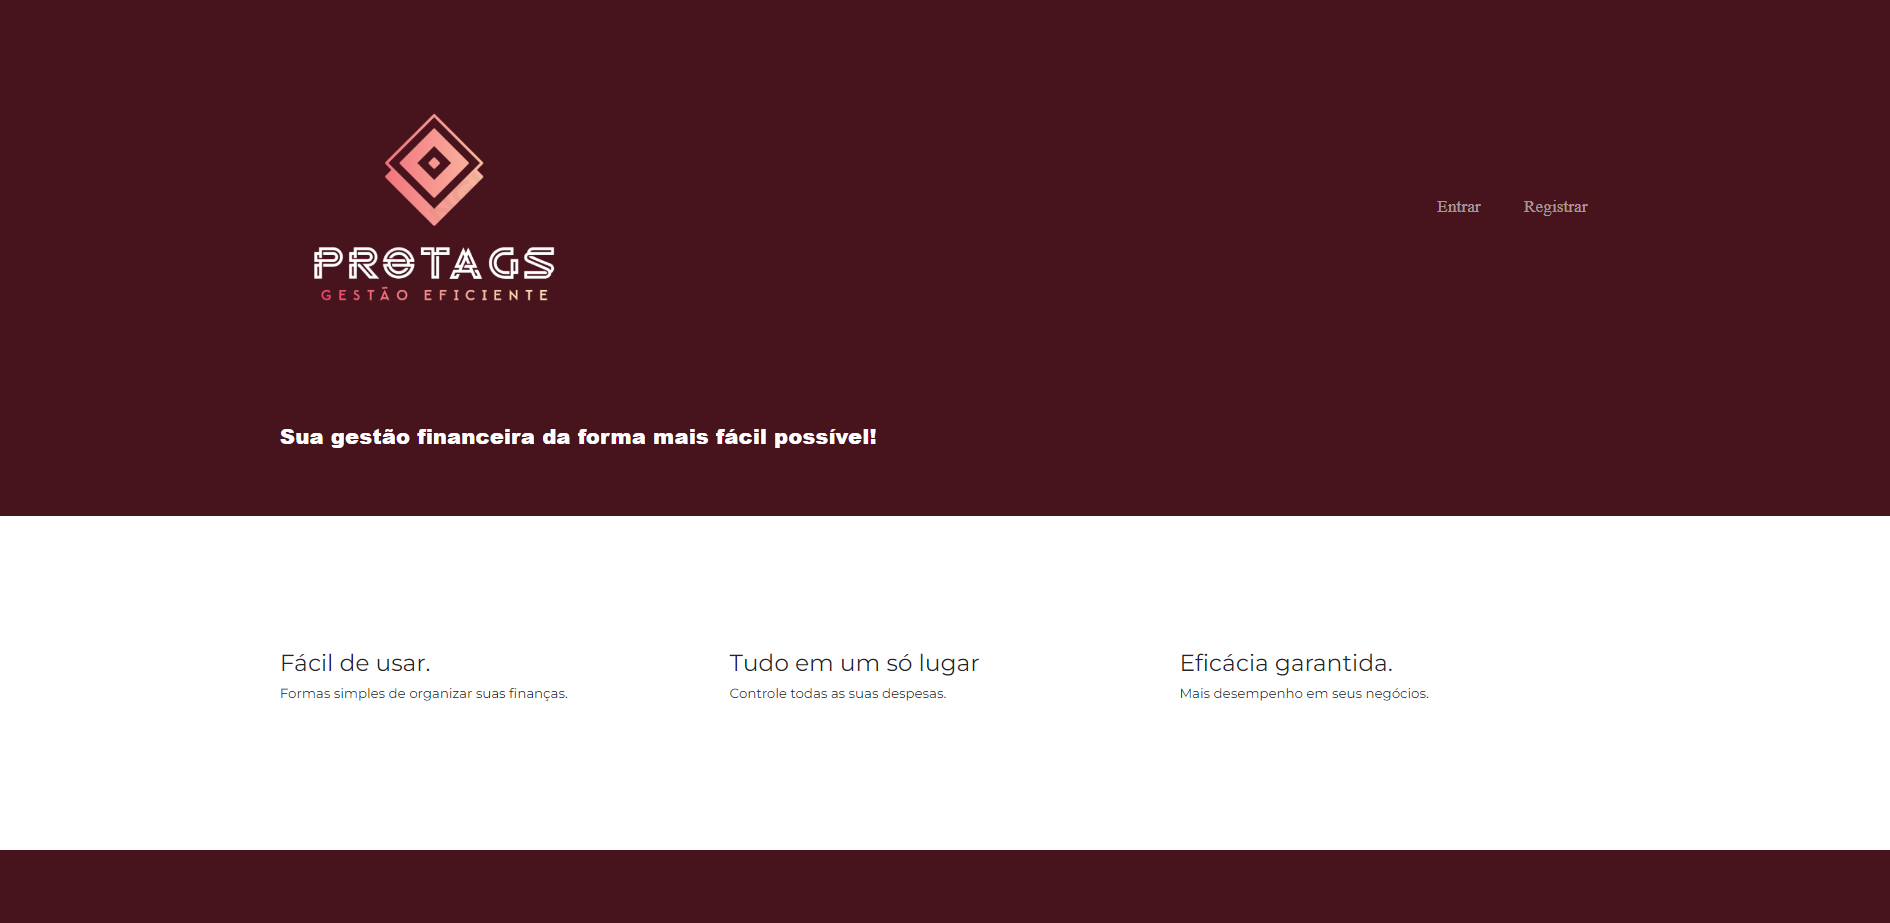 PROTAGS
GESTÃO EFICIENTE
Entrar
Registrar
Sua gestão financeira da forma mais fácil possível!
Fácil de usar.
Formas simples de organizar suas finanças.
Tudo em um só lugar
Controle todas as suas despesas.
Eficácia garantida.
Mais desempenho em seus negócios.